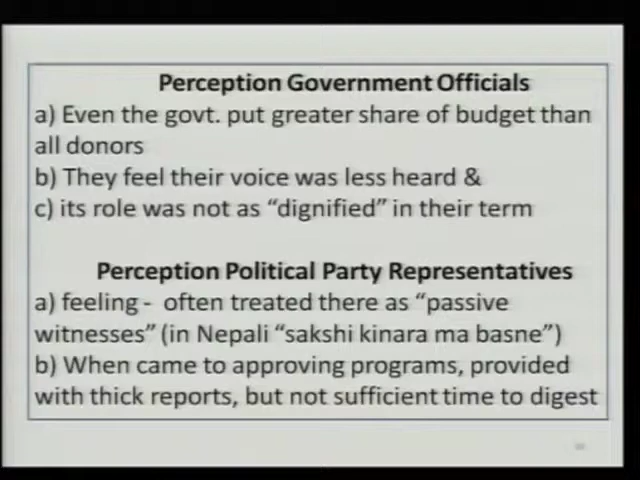 Perception Government Officials
a) Even the govt. put greater share of budget than
all donors
b) They feel their voice was less heard &
c) its role was not as “dignified” in their term
Perception Political Party Representatives
a) feeling - often treated there as “passive
witnesses” (in Nepali “sakshi kinara ma basne”)
b) When came to approving programs, provided
with thick reports, but not sufficient time to digest